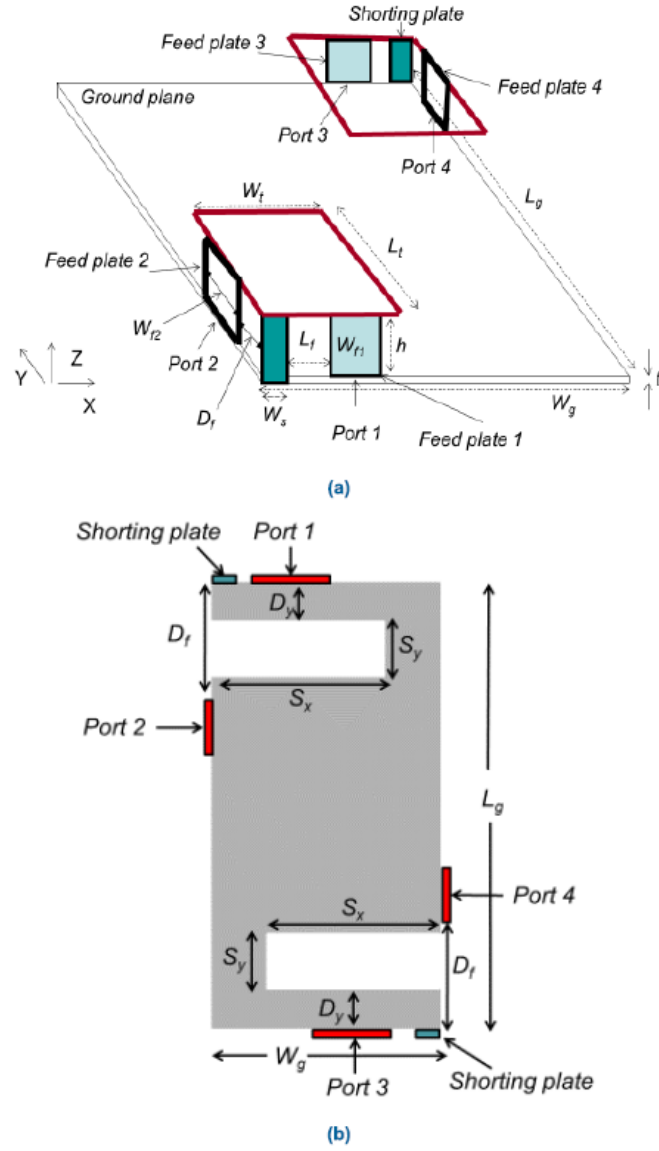 Shorting plate
Feed plate 3
Feed plate 4
Ground plane
Port 3
Port 4
W_t
L_g
L_t
Feed plate 2
W_f2
L_f
W_f1
h
Port 2
Z
Y
X
t
D_f
W_s
W_g
Port 1
Feed plate 1
(a)
Shorting plate
Port 1
D_y
D_f
S_y
S_x
Port 2
L_g
Port 4
S_x
S_y
D_f
D_y
W_g
Port 3
Shorting plate
(b)